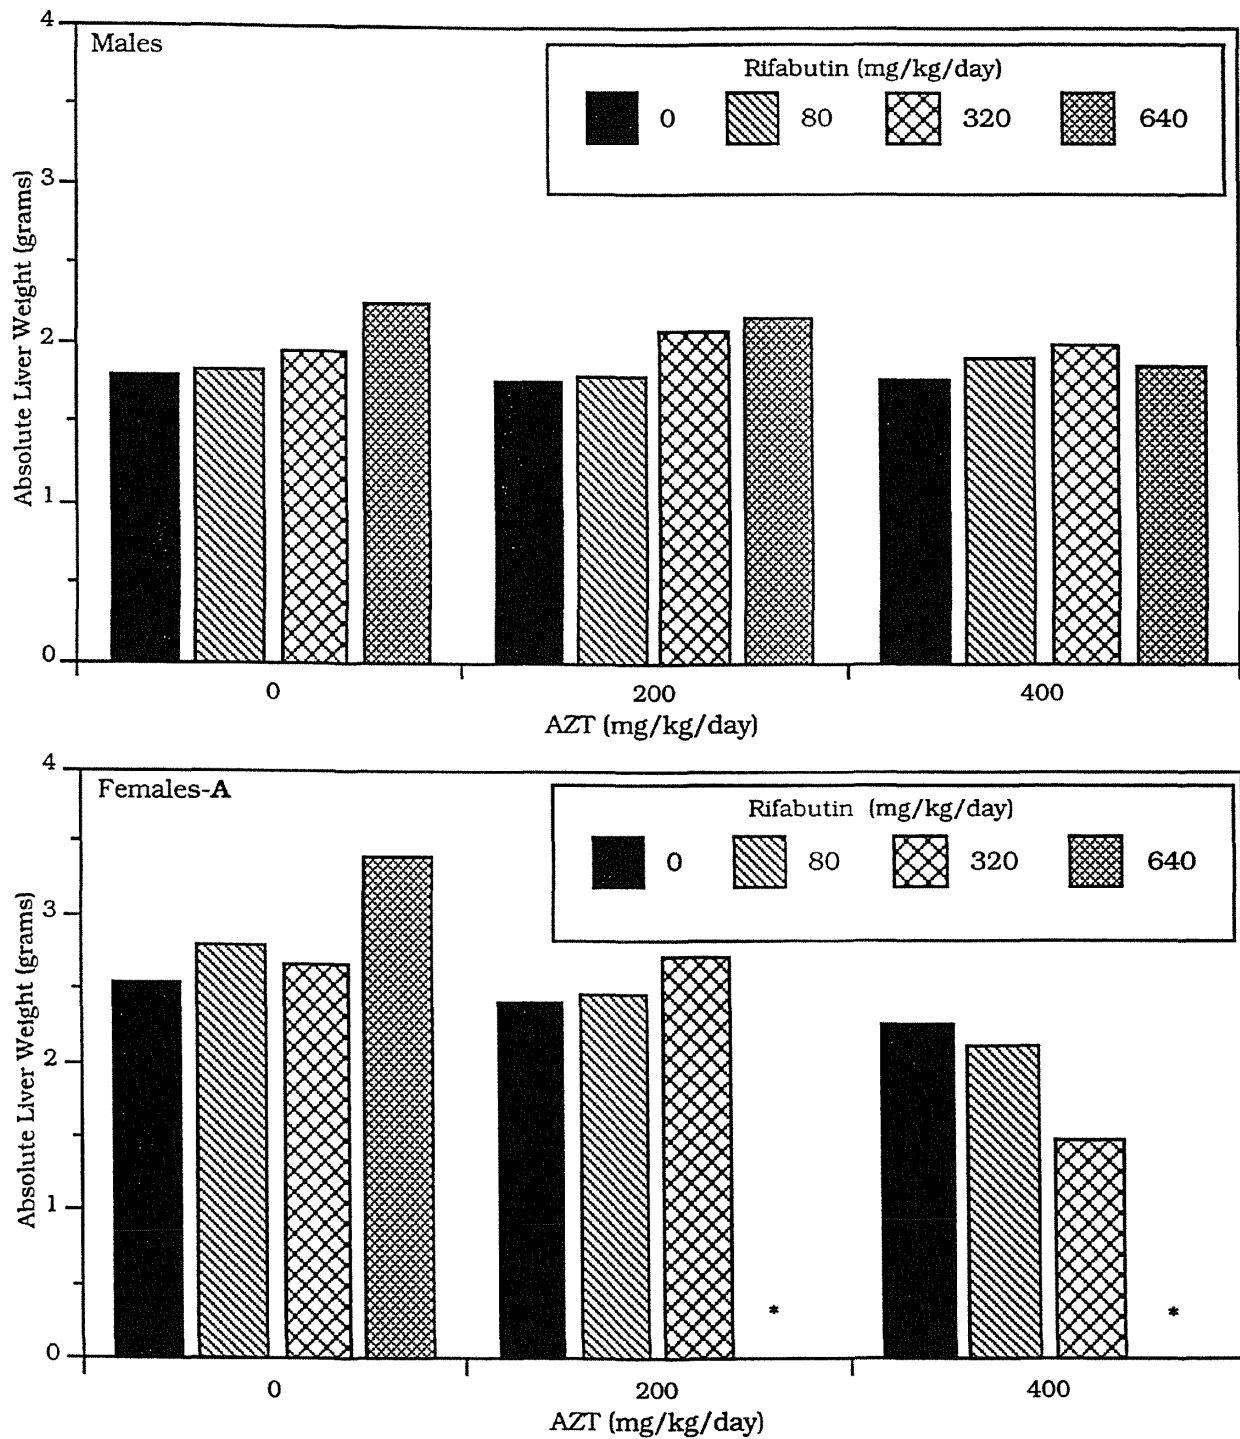 4
Males
Rifabutin (mg/kg/day)
0 80 320 640
3
2
1
0
Absolute Liver Weight (grams)
0 200 400
AZT (mg/kg/day)
4
Females-A
Rifabutin (mg/kg/day)
0 80 320 640
3
2
1
0
Absolute Liver Weight (grams)
* *
0 200 400
AZT (mg/kg/day)